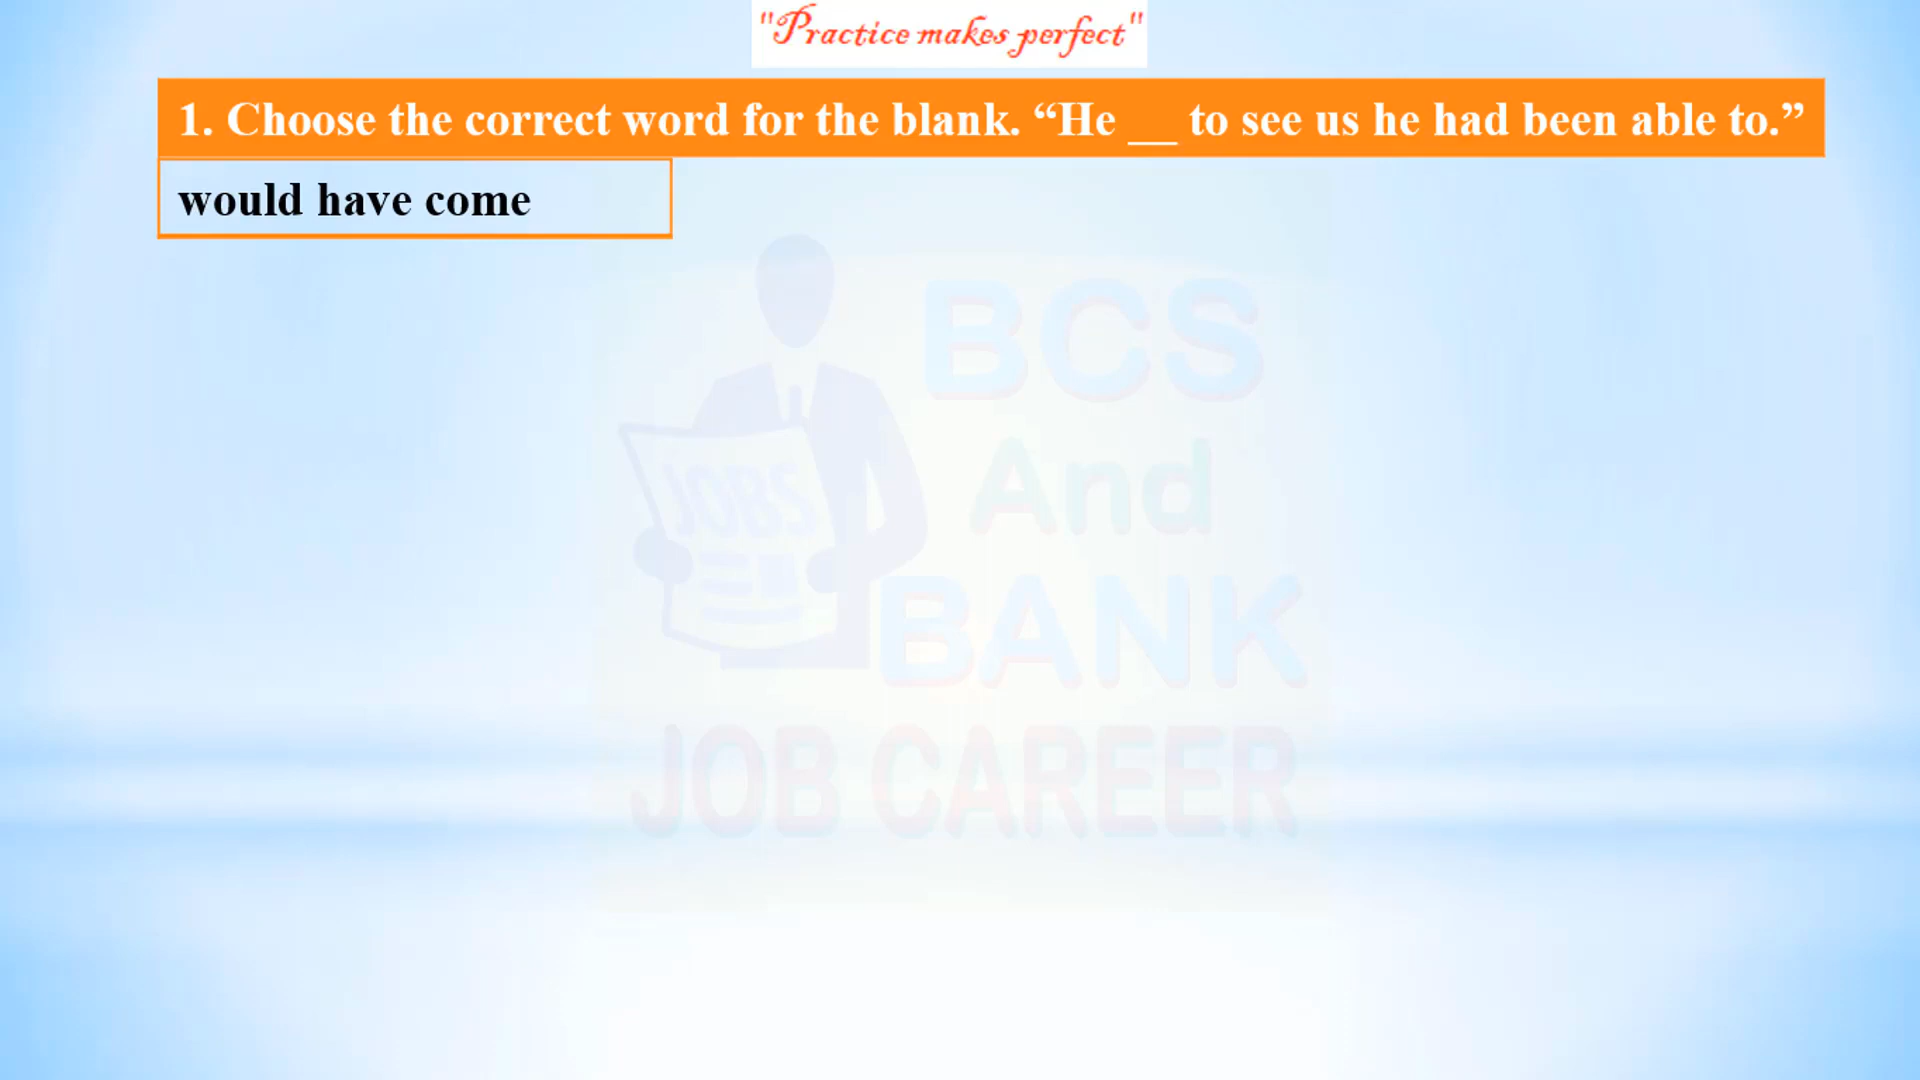 "Practice makes perfect"
1. Choose the correct word for the blank. “He __ to see us he had been able to.”
would have come
BCS
And
JOBS
BANK
JOB CAREER